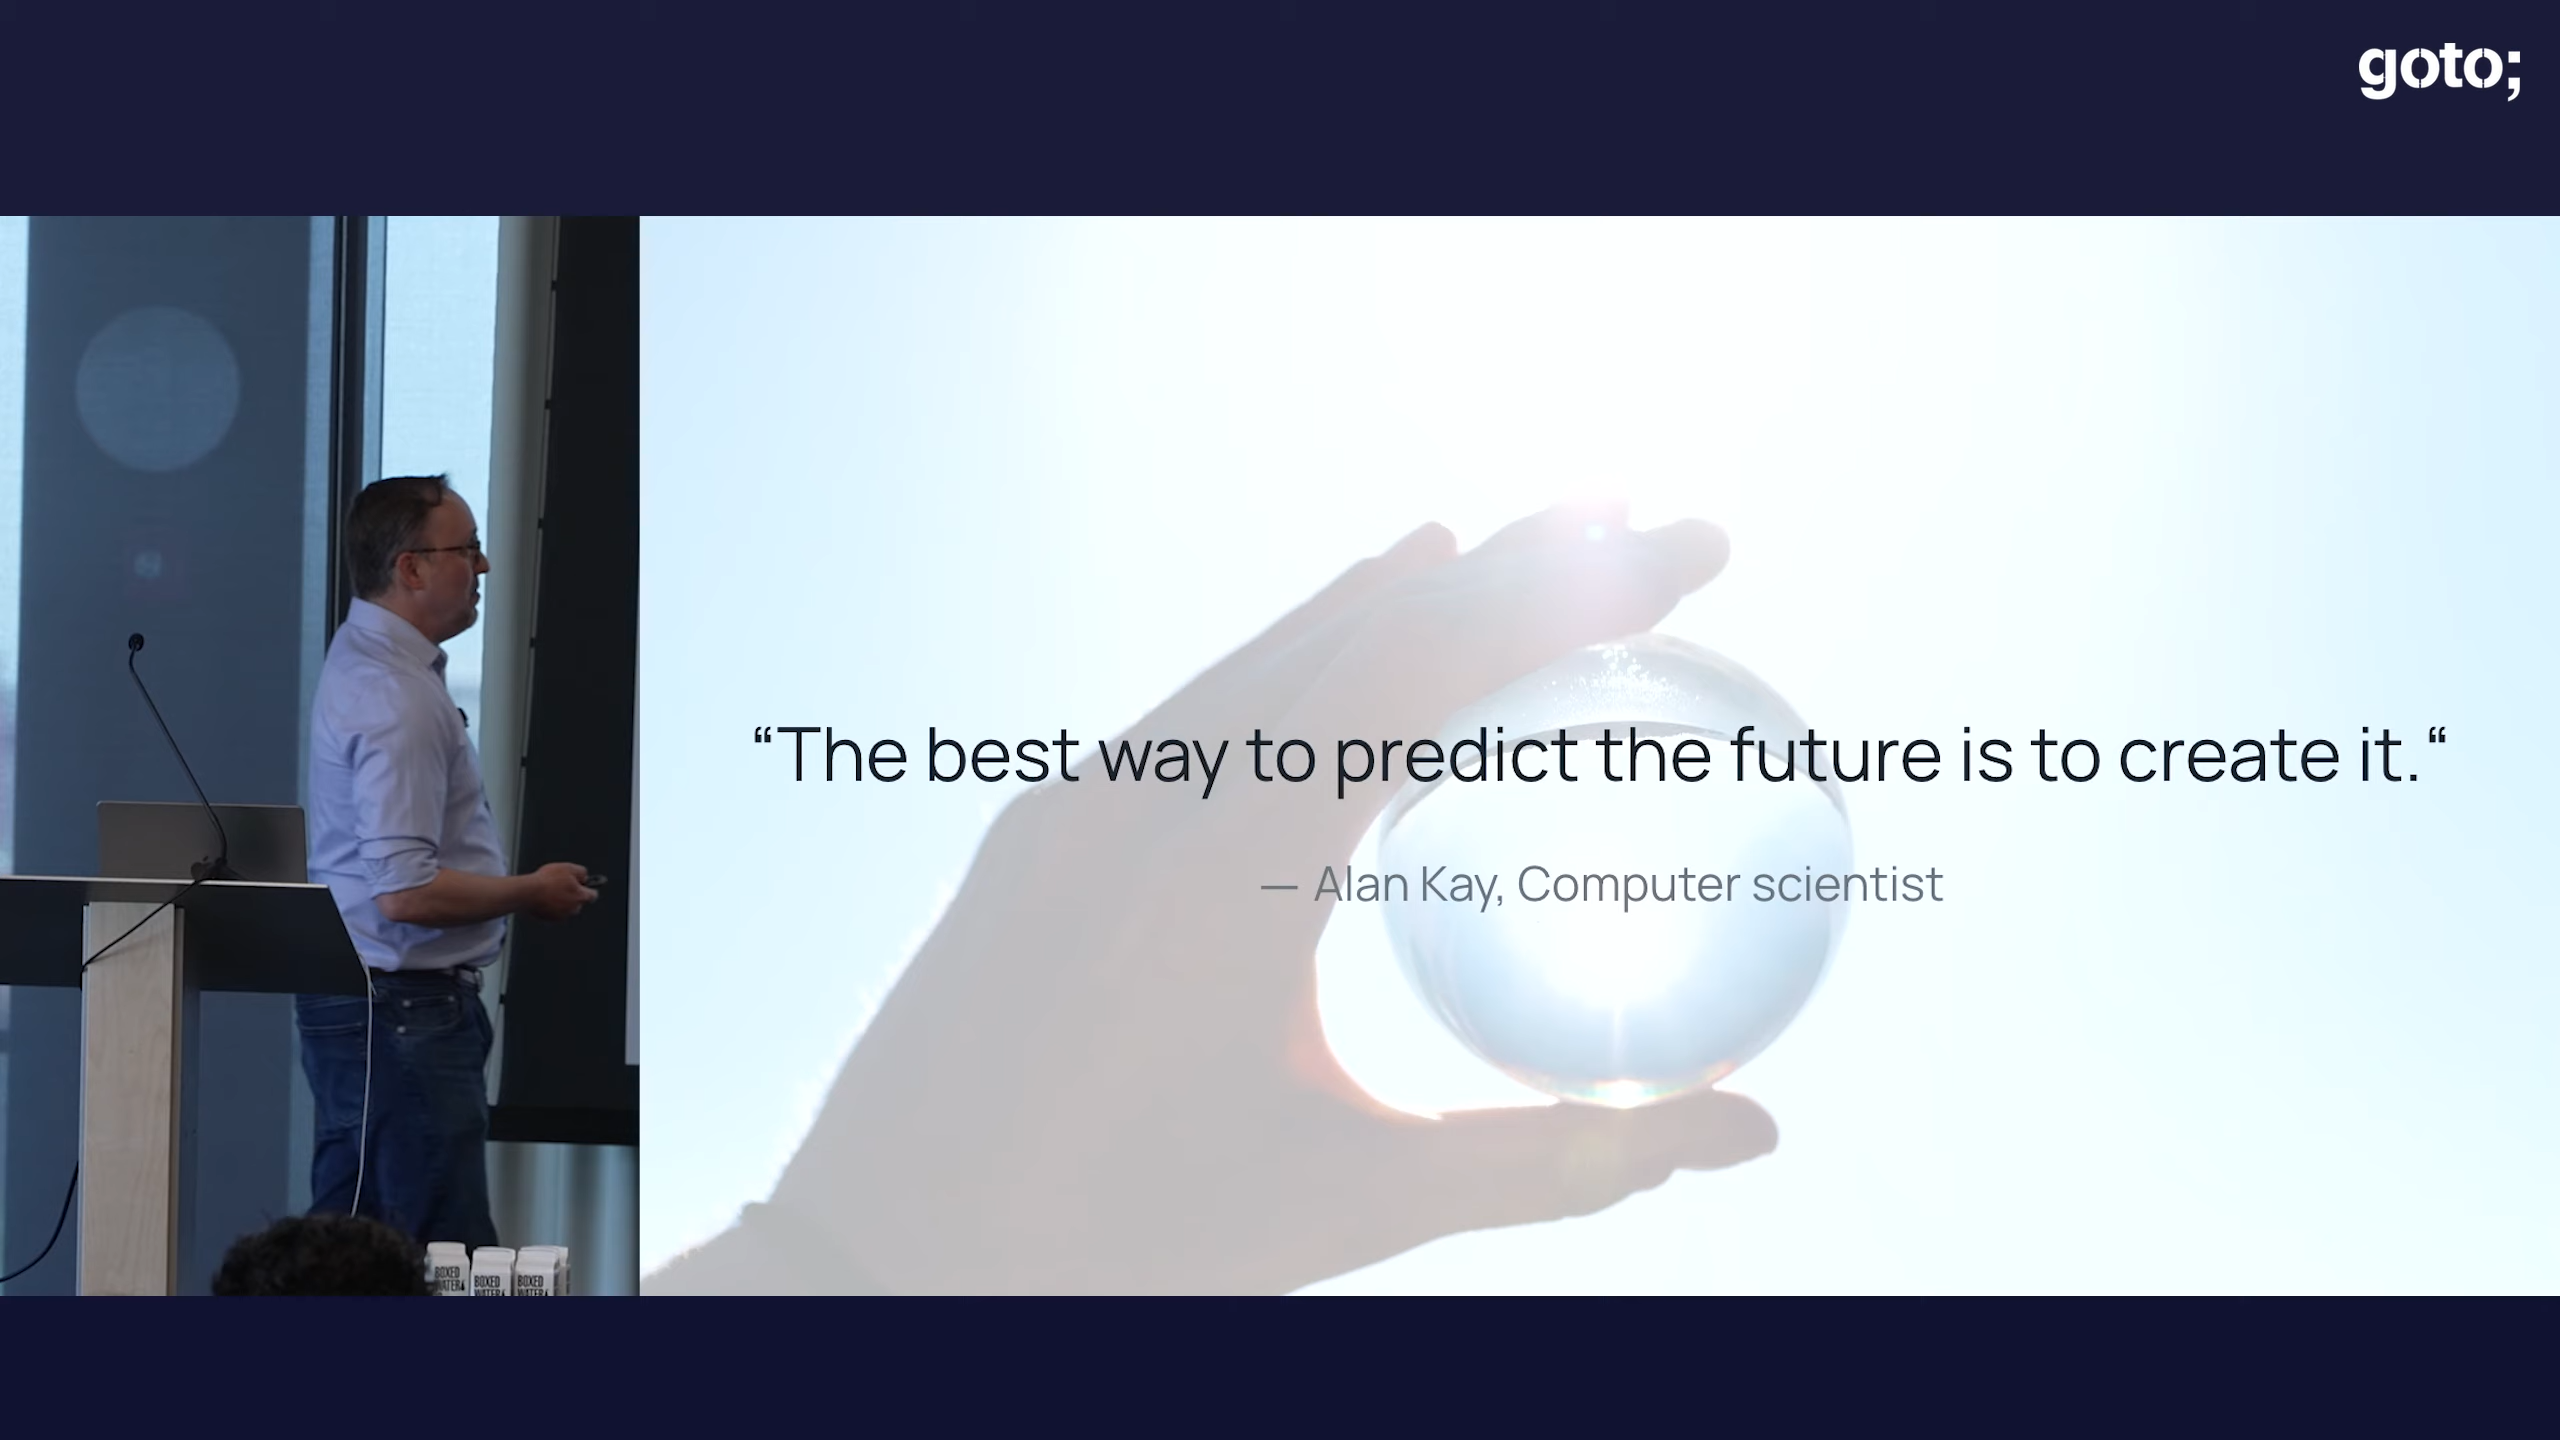 goto;
“The best way to predict the future is to create it.“
— Alan Kay, Computer scientist
BOXED WATER
BOXED WATER
BOXED WATER